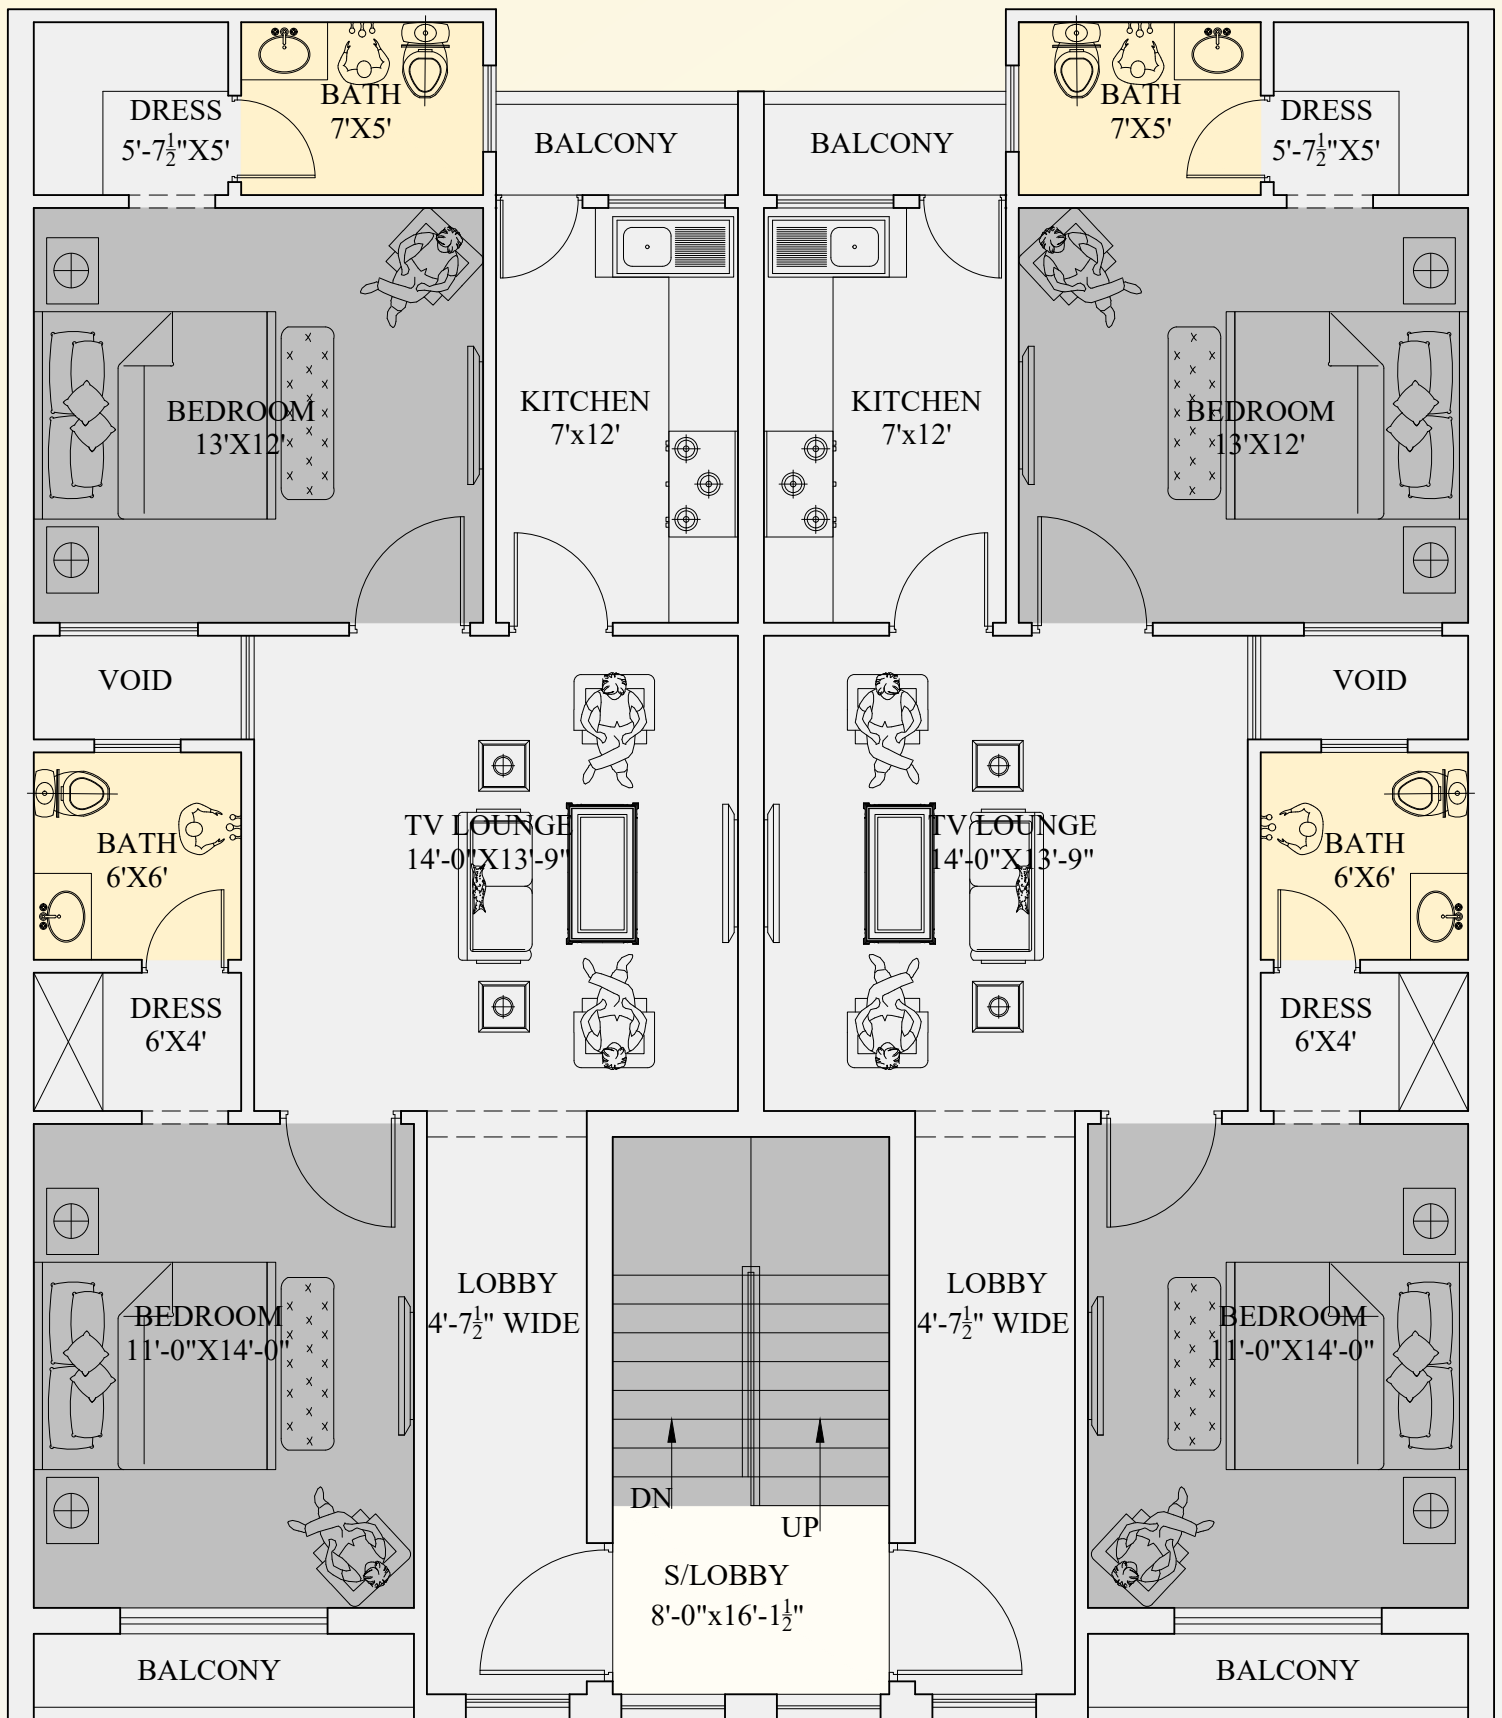 BATH
7'X5'
BATH
7'X5'
DRESS
5'-7½"X5'
DRESS
5'-7½"X5'
BALCONY
BALCONY
BEDROOM
13'X12'
KITCHEN
7'x12'
KITCHEN
7'x12'
BEDROOM
13'X12'
VOID
VOID
TV LOUNGE
14'-0"X13'-9"
TV LOUNGE
14'-0"X13'-9"
BATH
6'X6'
BATH
6'X6'
DRESS
6'X4'
DRESS
6'X4'
BEDROOM
11'-0"X14'-0"
LOBBY
4'-7½" WIDE
LOBBY
4'-7½" WIDE
BEDROOM
11'-0"X14'-0"
DN
UP
S/LOBBY
8'-0"x16'-1½"
BALCONY
BALCONY